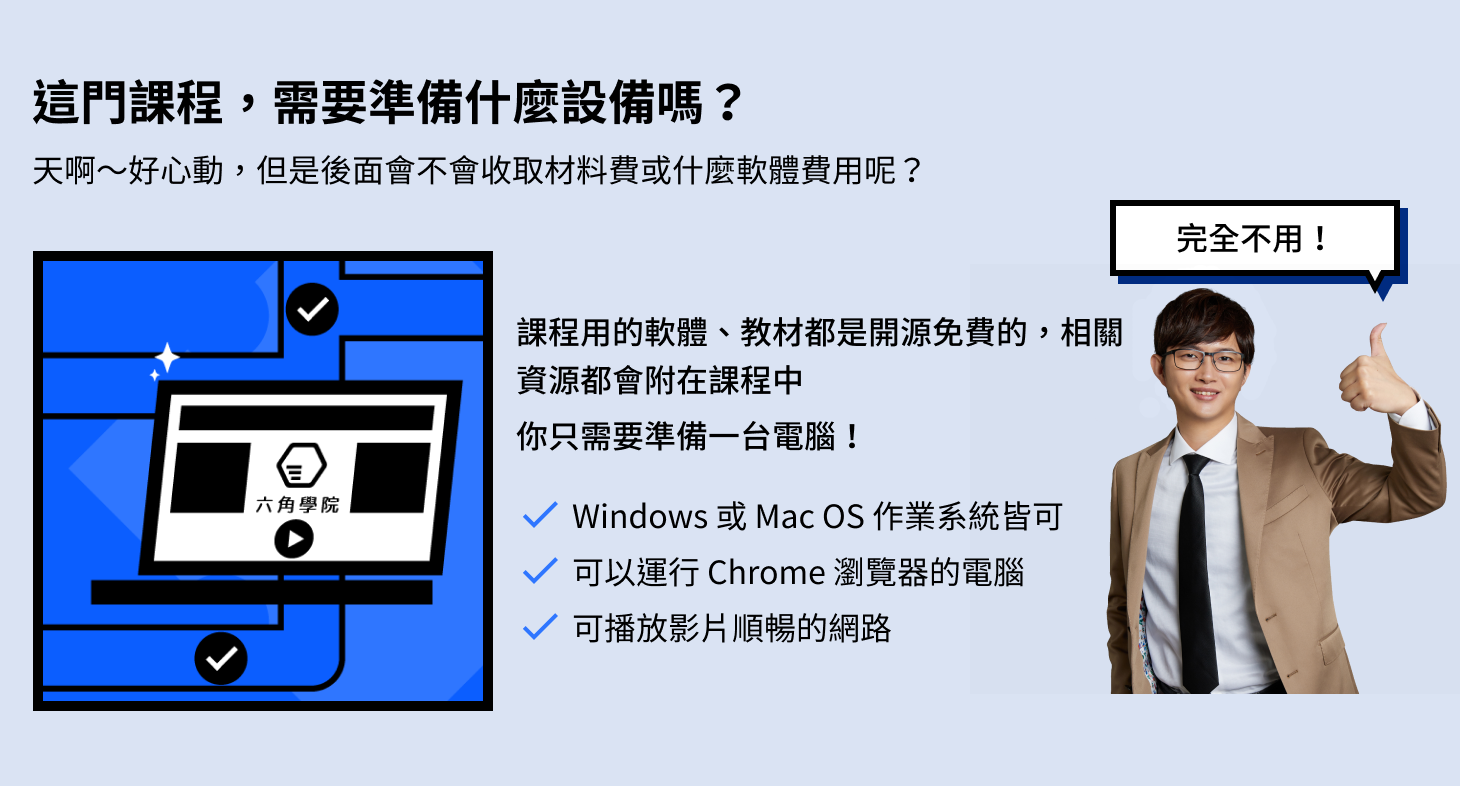 這門課程，需要準備什麼設備嗎？
天啊～好心動，但是後面會不會收取材料費或什麼軟體費用呢？
完全不用！
課程用的軟體、教材都是開源免費的，相關
資源都會附在課程中
你只需要準備一台電腦！
六角學院
Windows 或 Mac OS 作業系統皆可
可以運行 Chrome 瀏覽器的電腦
可播放影片順暢的網路